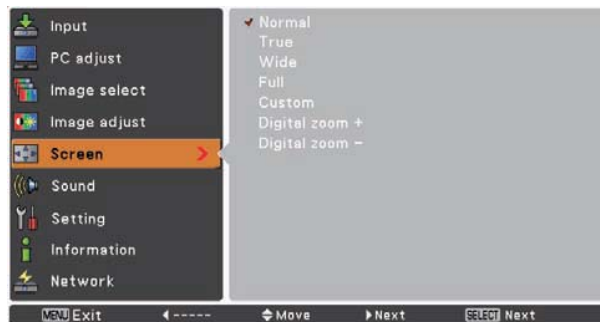 Input
PC adjust
Image select
Image adjust
Screen
Sound
Setting
Information
Network
Normal
True
Wide
Full
Custom
Digital zoom +
Digital zoom –
MENU Exit ----- Move Next SELECT Next